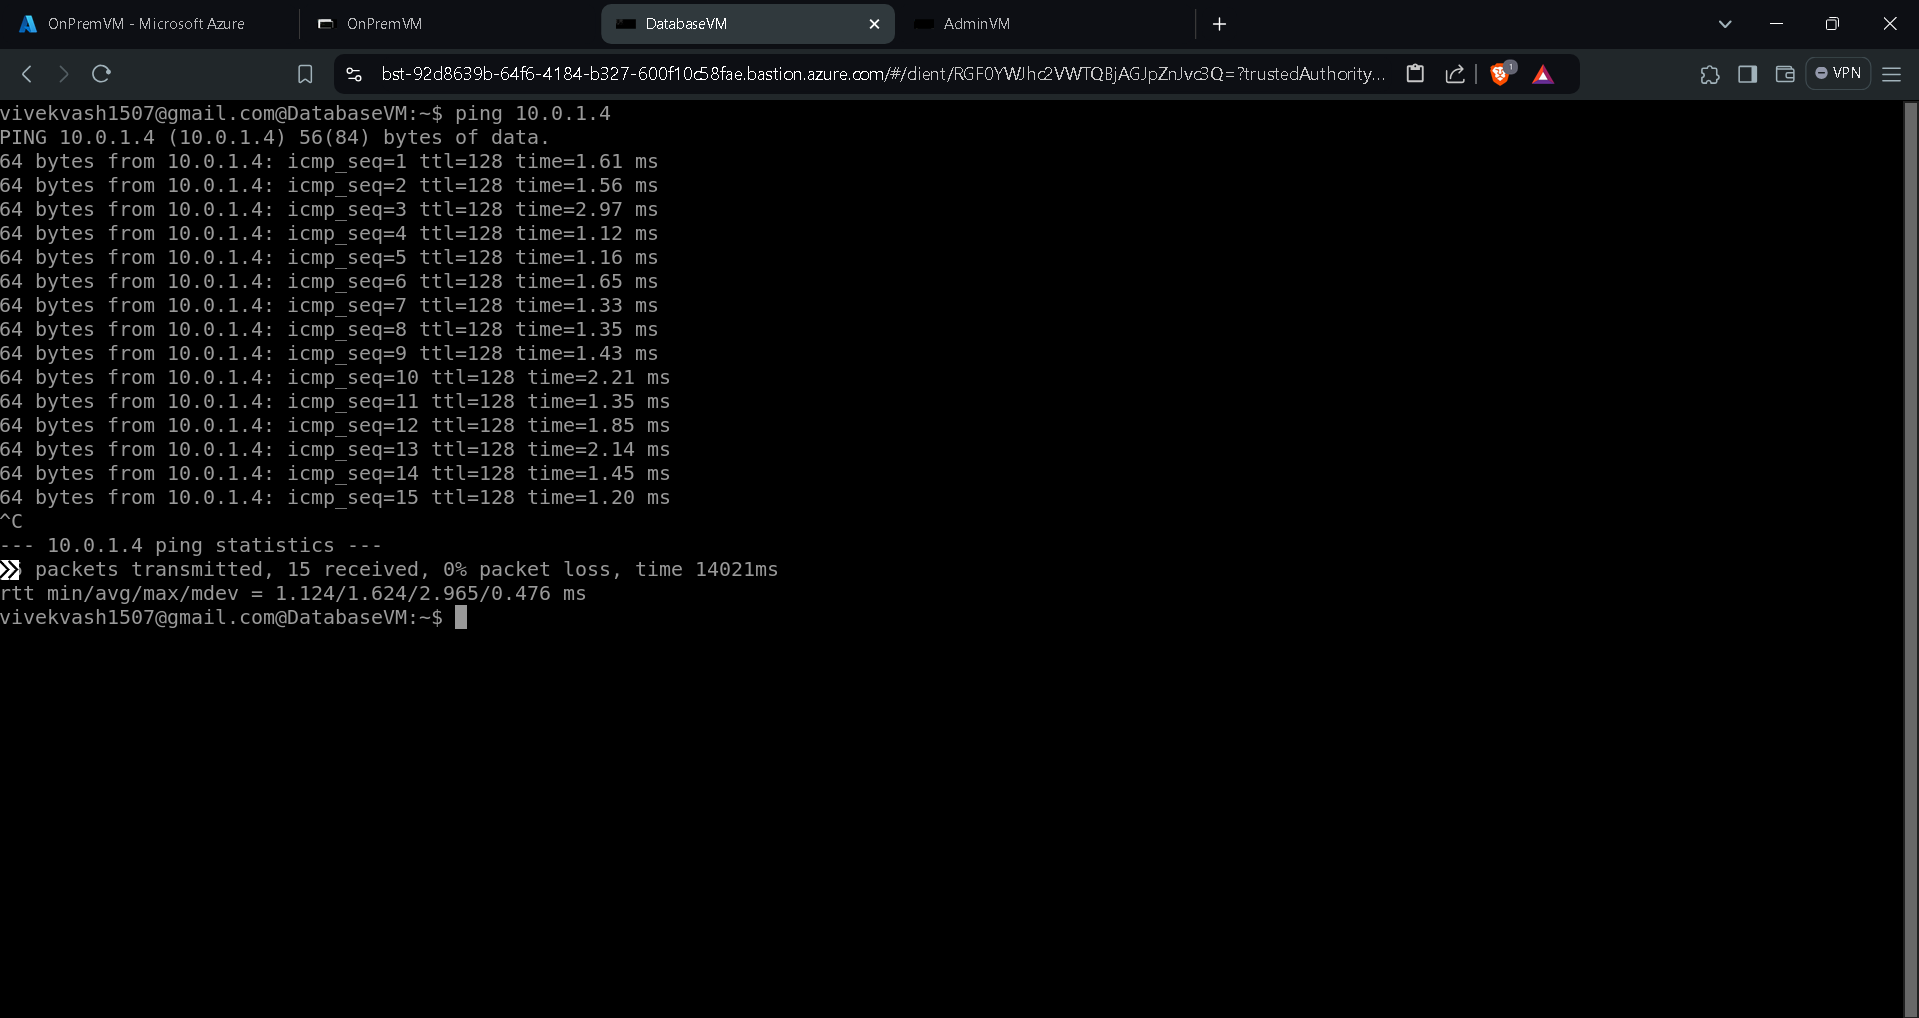 OnPremVM - Microsoft Azure
OnPremVM
DatabaseVM
AdminVM
bst-92d8639b-64f6-4184-b327-600f10c58fae.bastion.azure.com/#/client/RGF0YWJhc2VWTQBjAGJpZnJvc3Q=?trustedAuthority...
1
VPN
vivekvash1507@gmail.com@DatabaseVM:~$ ping 10.0.1.4
PING 10.0.1.4 (10.0.1.4) 56(84) bytes of data.
64 bytes from 10.0.1.4: icmp_seq=1 ttl=128 time=1.61 ms
64 bytes from 10.0.1.4: icmp_seq=2 ttl=128 time=1.56 ms
64 bytes from 10.0.1.4: icmp_seq=3 ttl=128 time=2.97 ms
64 bytes from 10.0.1.4: icmp_seq=4 ttl=128 time=1.12 ms
64 bytes from 10.0.1.4: icmp_seq=5 ttl=128 time=1.16 ms
64 bytes from 10.0.1.4: icmp_seq=6 ttl=128 time=1.65 ms
64 bytes from 10.0.1.4: icmp_seq=7 ttl=128 time=1.33 ms
64 bytes from 10.0.1.4: icmp_seq=8 ttl=128 time=1.35 ms
64 bytes from 10.0.1.4: icmp_seq=9 ttl=128 time=1.43 ms
64 bytes from 10.0.1.4: icmp_seq=10 ttl=128 time=2.21 ms
64 bytes from 10.0.1.4: icmp_seq=11 ttl=128 time=1.35 ms
64 bytes from 10.0.1.4: icmp_seq=12 ttl=128 time=1.85 ms
64 bytes from 10.0.1.4: icmp_seq=13 ttl=128 time=2.14 ms
64 bytes from 10.0.1.4: icmp_seq=14 ttl=128 time=1.45 ms
64 bytes from 10.0.1.4: icmp_seq=15 ttl=128 time=1.20 ms
^C
--- 10.0.1.4 ping statistics ---
packets transmitted, 15 received, 0% packet loss, time 14021ms
rtt min/avg/max/mdev = 1.124/1.624/2.965/0.476 ms
vivekvash1507@gmail.com@DatabaseVM:~$